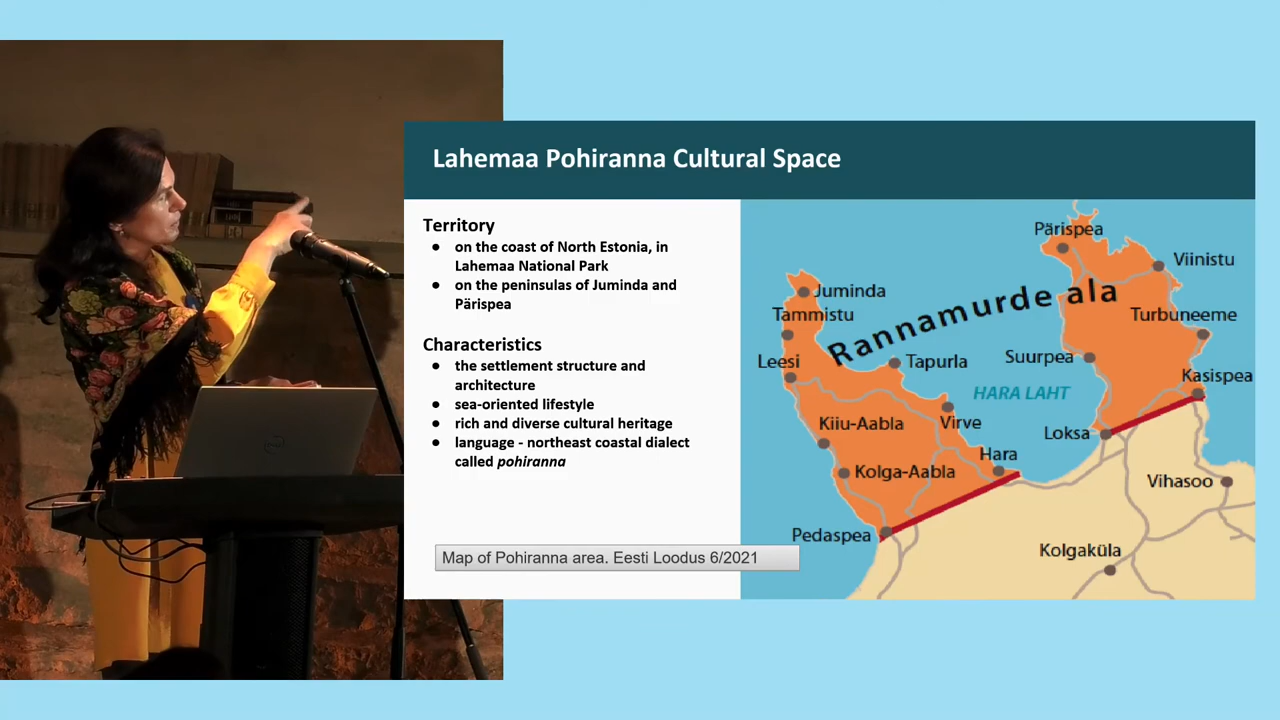 Lahemaa Pohiranna Cultural Space
Territory
● on the coast of North Estonia, in
Lahemaa National Park
● on the peninsulas of Juminda and
Pärispea
Characteristics
● the settlement structure and
architecture
● sea-oriented lifestyle
● rich and diverse cultural heritage
● language - northeast coastal dialect
called pohiranna
Map of Pohiranna area. Eesti Loodus 6/2021
Pärispea
Viinistu
Juminda
Rannamurde ala
Tammistu
Turbuneeme
Leesi
Tapurla
Suurpea
Kasispea
HARA LAHT
Kiiu-Aabla
Virve
Loksa
Hara
Kolga-Aabla
Vihasoo
Pedaspea
Kolgaküla